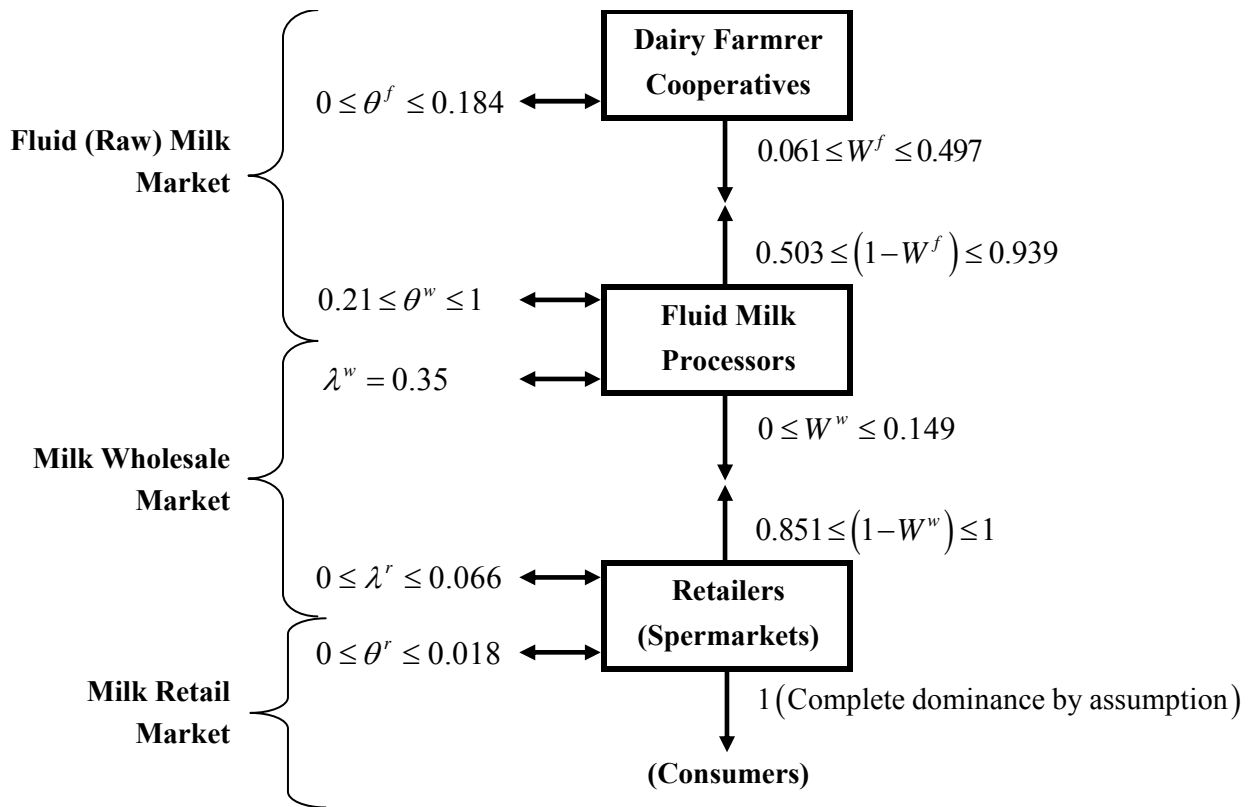 Dairy Farmrer
Cooperatives
0 ≤ θ^f ≤ 0.184
Fluid (Raw) Milk
Market
0.061 ≤ W^f ≤ 0.497
0.503 ≤ (1 − W^f) ≤ 0.939
0.21 ≤ θ^w ≤ 1
Fluid Milk
Processors
λ^w = 0.35
0 ≤ W^w ≤ 0.149
Milk Wholesale
Market
0.851 ≤ (1 − W^w) ≤ 1
0 ≤ λ^r ≤ 0.066
Retailers
(Spermarkets)
0 ≤ θ^r ≤ 0.018
Milk Retail
Market
1 (Complete dominance by assumption)
(Consumers)